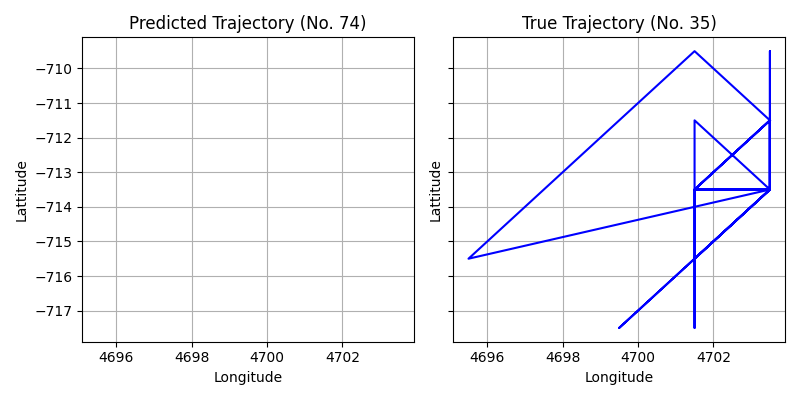 Predicted Trajectory (No. 74)
True Trajectory (No. 35)
−710
−711
−712
−713
−714
−715
−716
−717
Lattitude
Lattitude
4696 4698 4700 4702
4696 4698 4700 4702
Longitude
Longitude